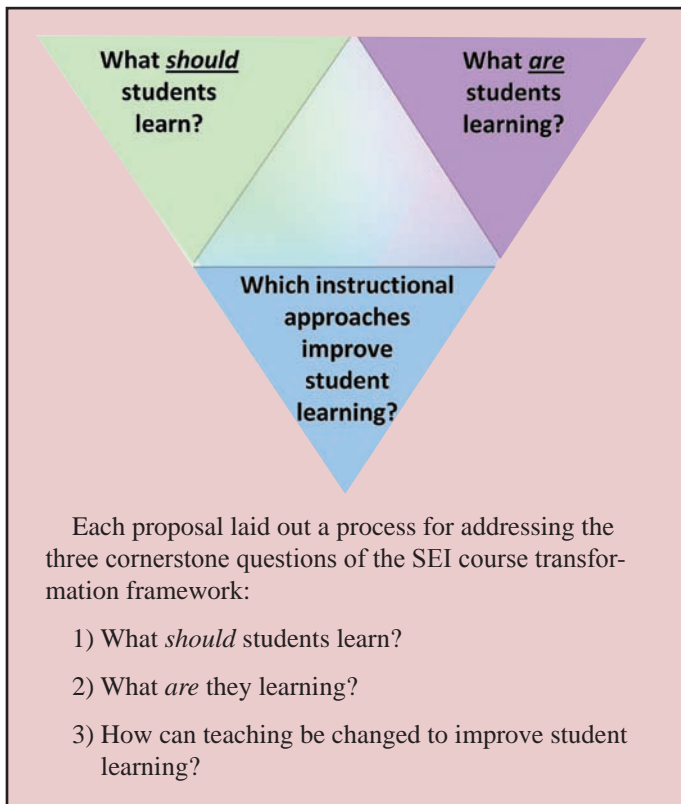 What should
students
learn?
What are
students
learning?
Which instructional
approaches
improve
student
learning?
Each proposal laid out a process for addressing the
three cornerstone questions of the SEI course transfor-
mation framework:
1) What should students learn?
2) What are they learning?
3) How can teaching be changed to improve student
learning?